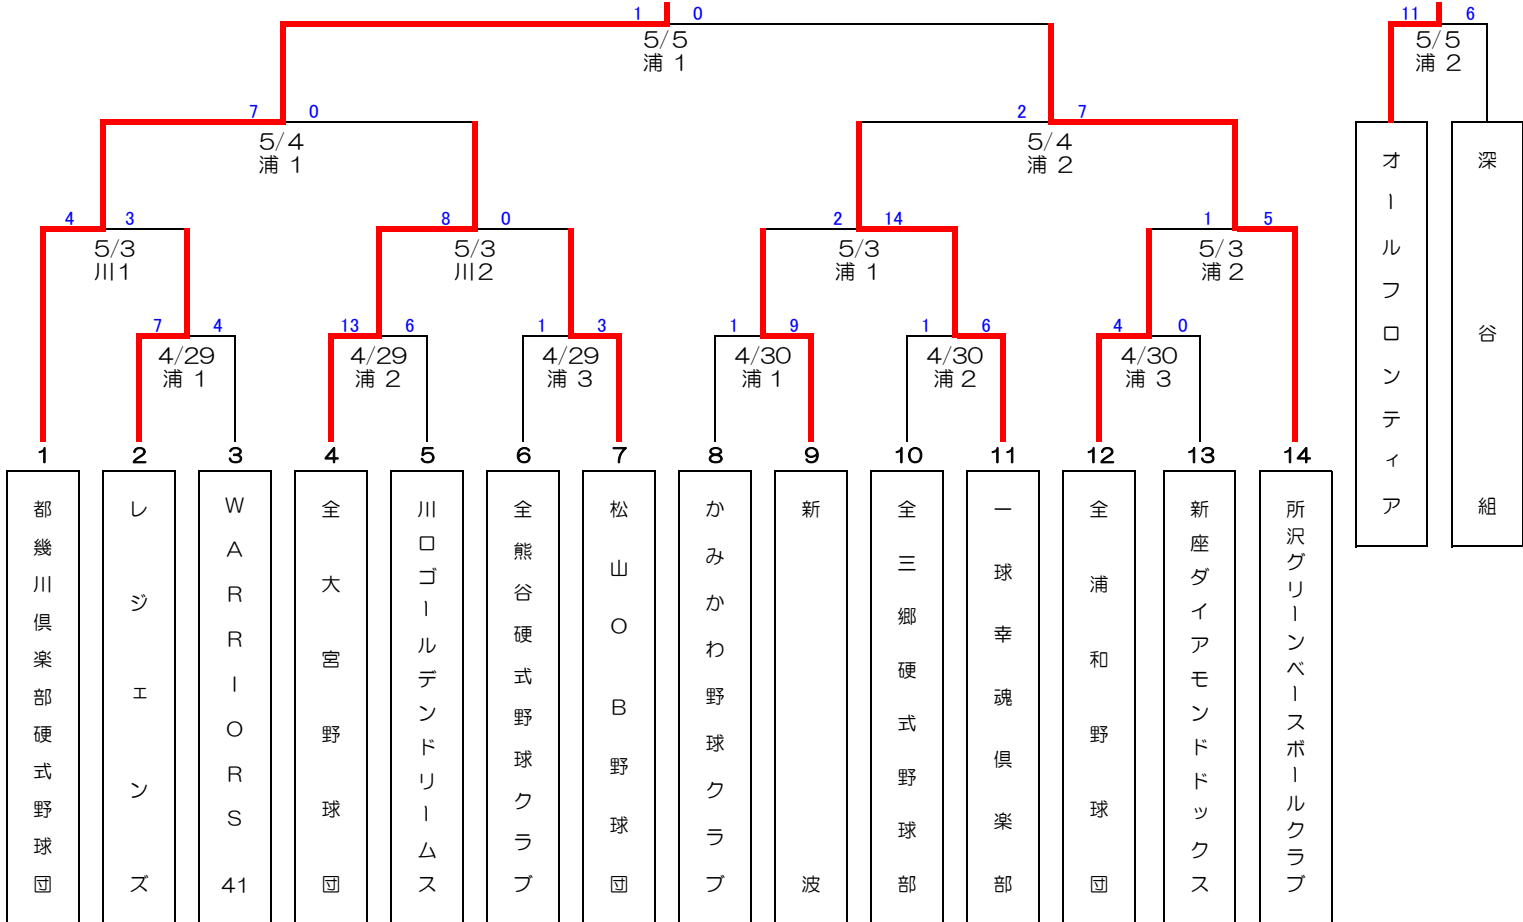 1 0
5/5
浦 1
11 6
5/5
浦 2
7 0
5/4
浦 1
2 7
5/4
浦 2
4 3
5/3
川1
8 0
5/3
川2
2 14
5/3
浦 1
1 5
5/3
浦 2
7 4
4/29
浦 1
13 6
4/29
浦 2
1 3
4/29
浦 3
1 9
4/30
浦 1
1 6
4/30
浦 2
4 0
4/30
浦 3
1
都幾川倶楽部硬式野球団
2
レジェンズ
3
WARRIORS41
4
全大宮野球団
5
川口ゴールデンドリームス
6
全熊谷硬式野球クラブ
7
松山OB野球団
8
かみかわ野球クラブ
9
新波
10
全三郷硬式野球部
11
一球幸魂倶楽部
12
全浦和野球団
13
新座ダイアモンドドックス
14
所沢グリーンベースボールクラブ
オールフロンティア
深谷組